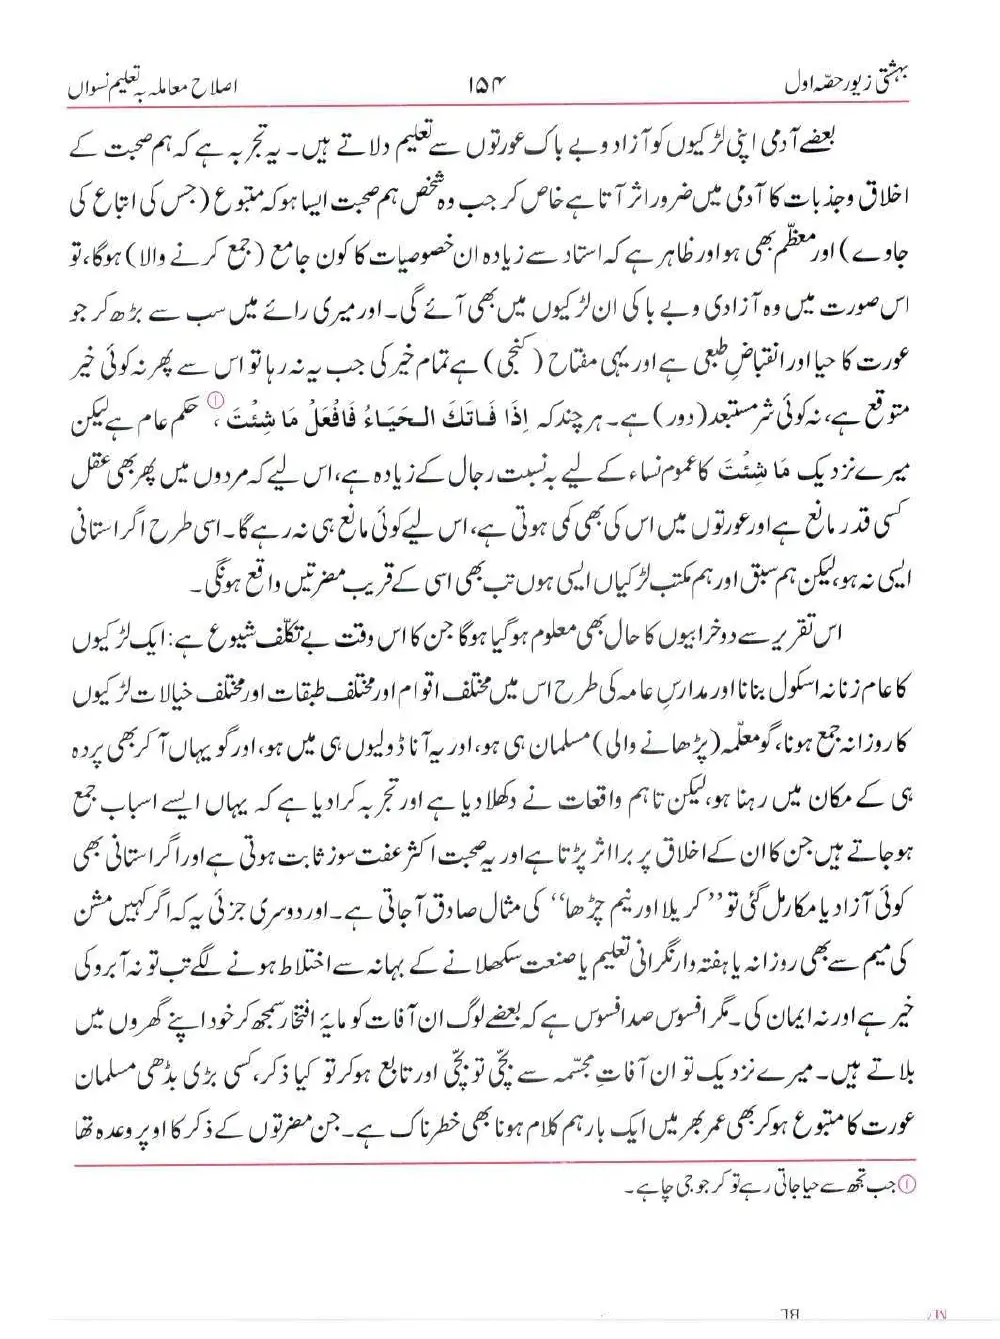 بہشتی زیور حصّہ اول ۱۵۴ اصلاح معاملہ بہ تعلیم نسواں
بعضے آدمی اپنی لڑکیوں کو آزاد و بے باک عورتوں سے تعلیم دلاتے ہیں۔ یہ تجربہ ہے کہ ہم صحبت کے
اخلاق و جذبات کا آدمی میں ضرور اثر آتا ہے خاص کر جب وہ شخص ہم صحبت ایسا ہو کہ متبوع (جس کی اتباع کی
جاوے) اور معظّم بھی ہو اور ظاہر ہے کہ استاد سے زیادہ ان خصوصیات کا کون جامع (جمع کرنے والا) ہوگا، تو
اس صورت میں وہ آزادی و بے باکی ان لڑکیوں میں بھی آئے گی۔ اور میری رائے میں سب سے بڑھ کر جو
عورت کا حیا اور انقباضِ طبعی ہے اور یہی مفتاح (کنجی) ہے تمام خیر کی جب یہ نہ رہا تو اس سے پھر نہ کوئی خیر
متوقع ہے، نہ کوئی شر مستبعد (دور) ہے۔ ہر چند کہ إِذَا فَاتَكَ الْحَيَاءُ فَافْعَلْ مَا شِئْتَ ①، حکم عام ہے لیکن
میرے نزدیک مَا شِئْتَ کا عموم نساء کے لیے بہ نسبت رجال کے زیادہ ہے، اس لیے کہ مردوں میں پھر بھی عقل
کسی قدر مانع ہے اور عورتوں میں اس کی بھی کمی ہوتی ہے، اس لیے کوئی مانع ہی نہ رہے گا۔ اسی طرح اگر استانی
ایسی نہ ہو، لیکن ہم سبق اور ہم مکتب لڑکیاں ایسی ہوں تب بھی اسی کے قریب مضرتیں واقع ہونگی۔
اس تقریر سے دو خرابیوں کا حال بھی معلوم ہو گیا ہوگا جن کا اس وقت بے تکلّف شیوع ہے: ایک لڑکیوں
کا عام زنانہ اسکول بنانا اور مدارسِ عامہ کی طرح اس میں مختلف اقوام اور مختلف طبقات اور مختلف خیالات لڑکیوں
کا روزانہ جمع ہونا، گو معلّمہ (پڑھانے والی) مسلمان ہی ہو، اور یہ آنا ڈولیوں ہی میں ہو، اور گو یہاں آکر بھی پردہ
ہی کے مکان میں رہنا ہو، لیکن تاہم واقعات نے دکھلا دیا ہے اور تجربہ کرا دیا ہے کہ یہاں ایسے اسباب جمع
ہو جاتے ہیں جن کا ان کے اخلاق پر برا اثر پڑتا ہے اور یہ صحبت اکثر عفت سوز ثابت ہوتی ہے اور اگر استانی بھی
کوئی آزاد یا مکار مل گئی تو ’’کریلا اور نیم چڑھا‘‘ کی مثال صادق آ جاتی ہے۔ اور دوسری جزئی یہ کہ اگر کہیں مشن
کی میم سے بھی روزانہ یا ہفتہ وار نگرانی تعلیم یا صنعت سکھلانے کے بہانہ سے اختلاط ہونے لگے تب تو نہ آبرو کی
خیر ہے اور نہ ایمان کی۔ مگر افسوس صد افسوس ہے کہ بعضے لوگ ان آفات کو مایۂ افتخار سمجھ کر خود اپنے گھروں میں
بلاتے ہیں۔ میرے نزدیک تو ان آفاتِ مجسّمہ سے بچّی تو بچّی اور تابع ہو کر تو کیا ذکر، کسی بڑی بڈھی مسلمان
عورت کا متبوع ہو کر بھی عمر بھر میں ایک بار ہم کلام ہونا بھی خطرناک ہے۔ جن مضرتوں کے ذکر کا اوپر وعدہ تھا
① جب تجھ سے حیا جاتی رہے تو کر جو جی چاہے۔